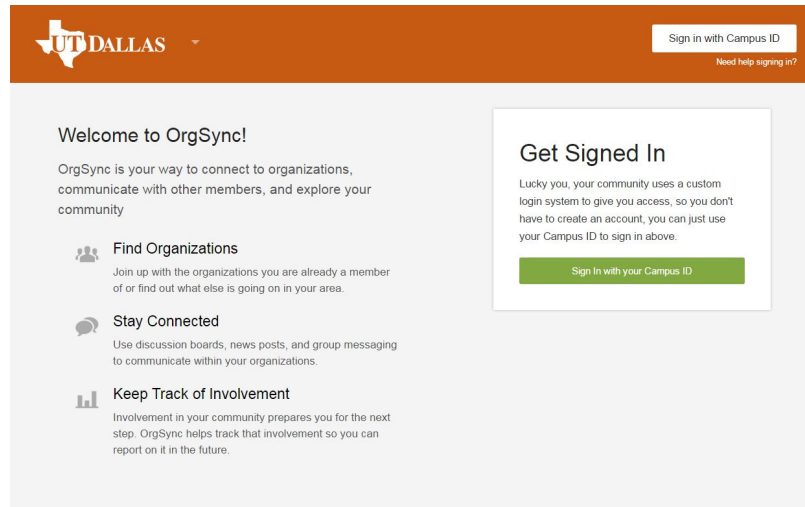 UT DALLAS
Sign in with Campus ID
Need help signing in?
Welcome to OrgSync!
OrgSync is your way to connect to organizations,
communicate with other members, and explore your
community
Find Organizations
Join up with the organizations you are already a member
of or find out what else is going on in your area.
Stay Connected
Use discussion boards, news posts, and group messaging
to communicate within your organizations.
Keep Track of Involvement
Involvement in your community prepares you for the next
step. OrgSync helps track that involvement so you can
report on it in the future.
Get Signed In
Lucky you, your community uses a custom
login system to give you access, so you don't
have to create an account, you can just use
your Campus ID to sign in above.
Sign In with your Campus ID